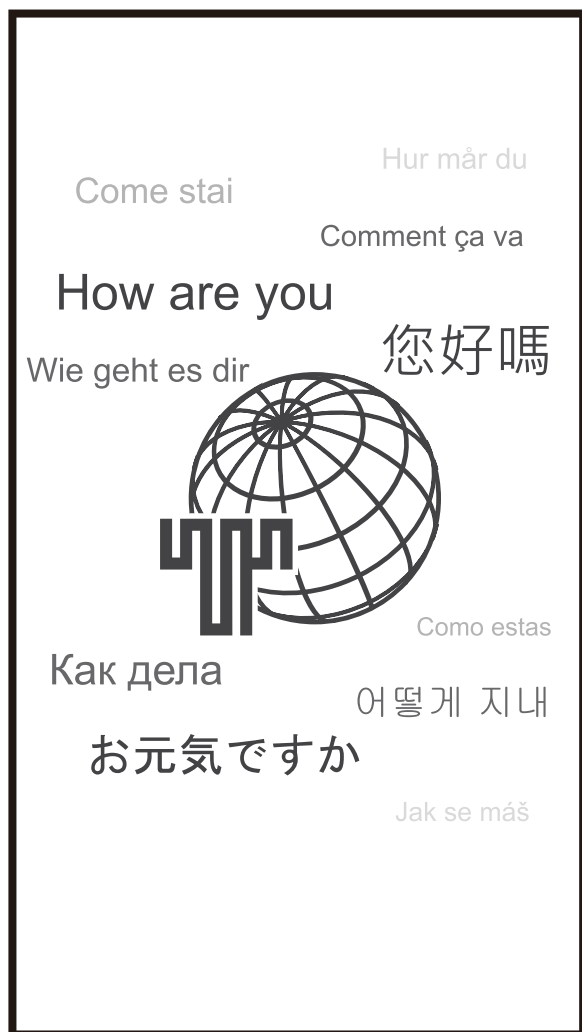 Hur mår du
Come stai
Comment ça va
How are you
您好嗎
Wie geht es dir
Como estas
Как дела
어떻게 지내
お元気ですか
Jak se máš